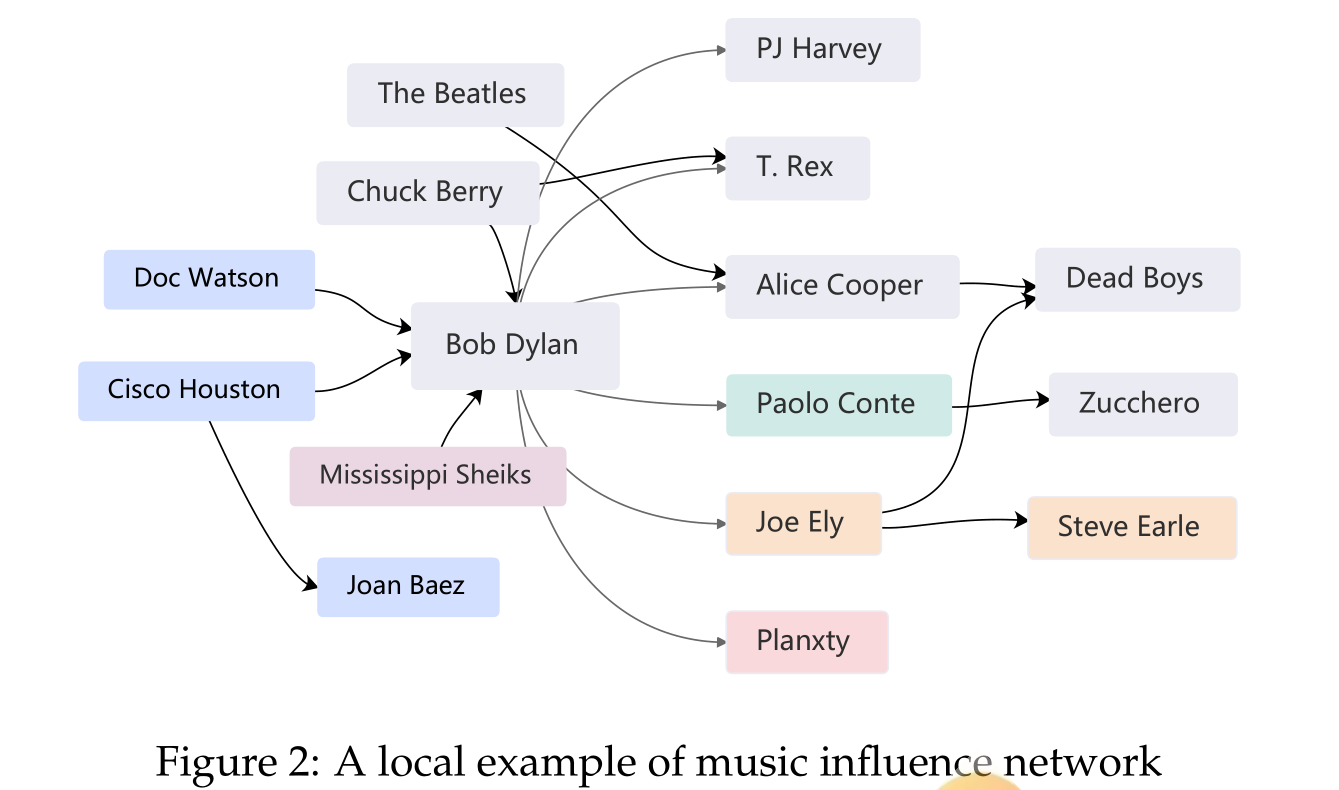 PJ Harvey
The Beatles
T. Rex
Chuck Berry
Doc Watson
Alice Cooper
Dead Boys
Bob Dylan
Cisco Houston
Paolo Conte
Zucchero
Mississippi Sheiks
Joe Ely
Steve Earle
Joan Baez
Planxty
Figure 2: A local example of music influence network